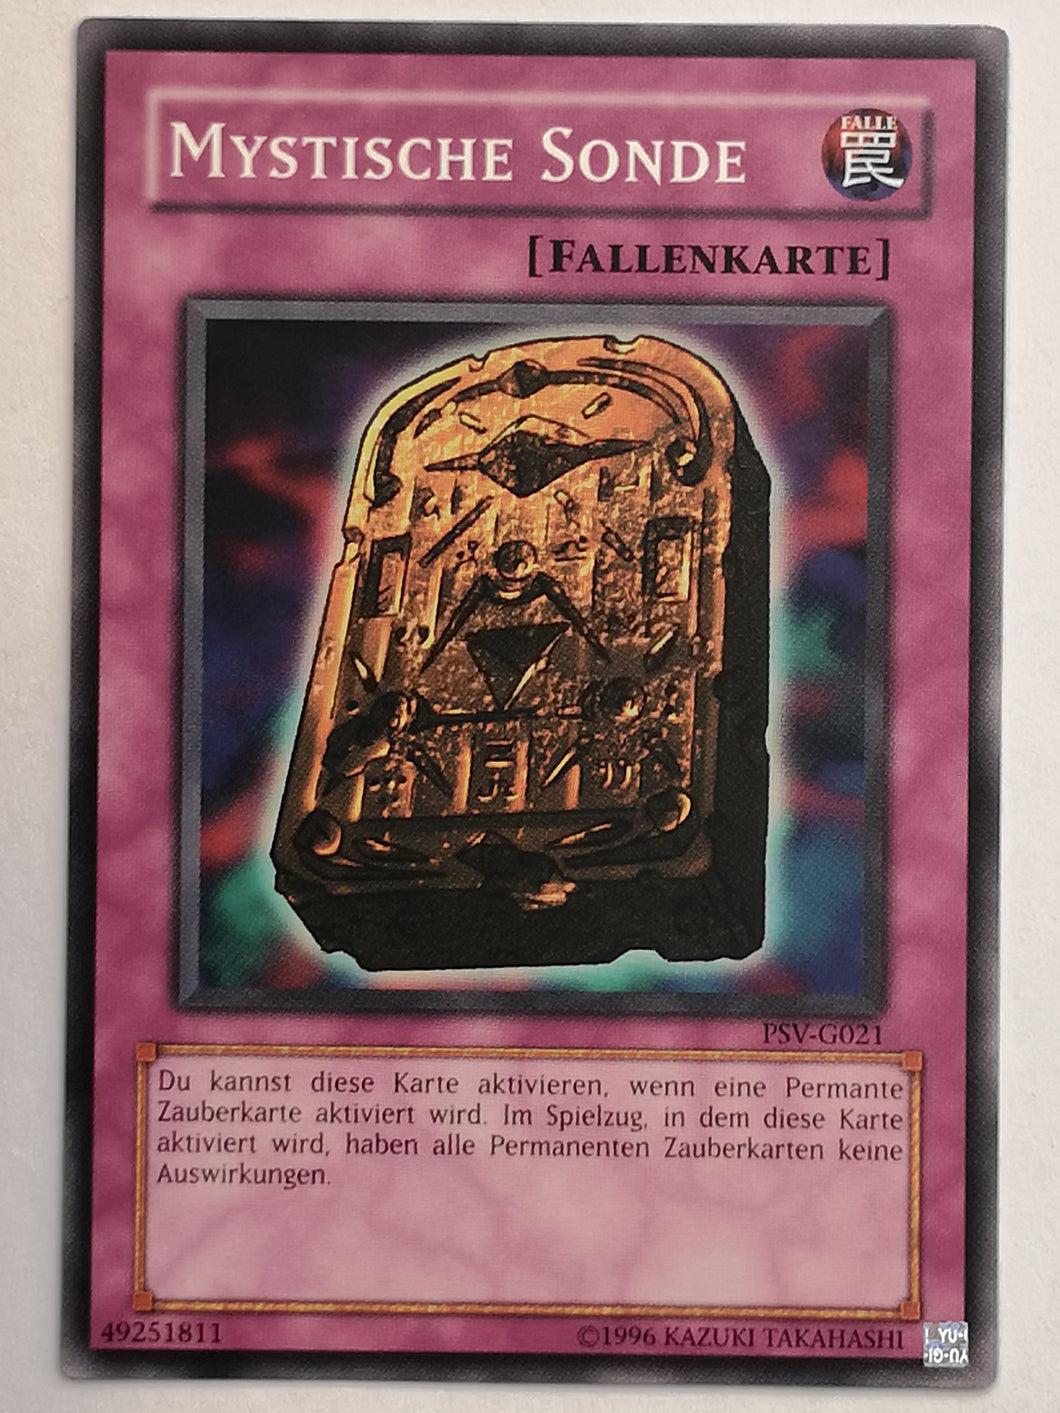 MYSTISCHE SONDE
FALLE
罠
[FALLENKARTE]
PSV-G021
Du kannst diese Karte aktivieren, wenn eine Permante
Zauberkarte aktiviert wird. Im Spielzug, in dem diese Karte
aktiviert wird, haben alle Permanenten Zauberkarten keine
Auswirkungen.
49251811
©1996 KAZUKI TAKAHASHI